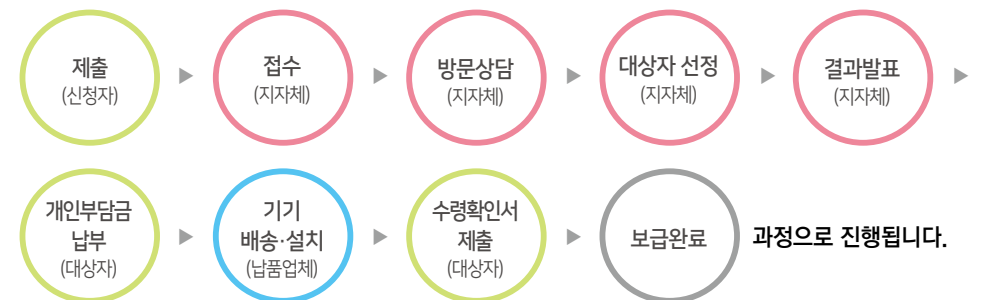 제출
(신청자)
접수
(지자체)
방문상담
(지자체)
대상자 선정
(지자체)
결과발표
(지자체)
개인부담금
납부
(대상자)
기기
배송·설치
(납품업체)
수령확인서
제출
(대상자)
보급완료
과정으로 진행됩니다.